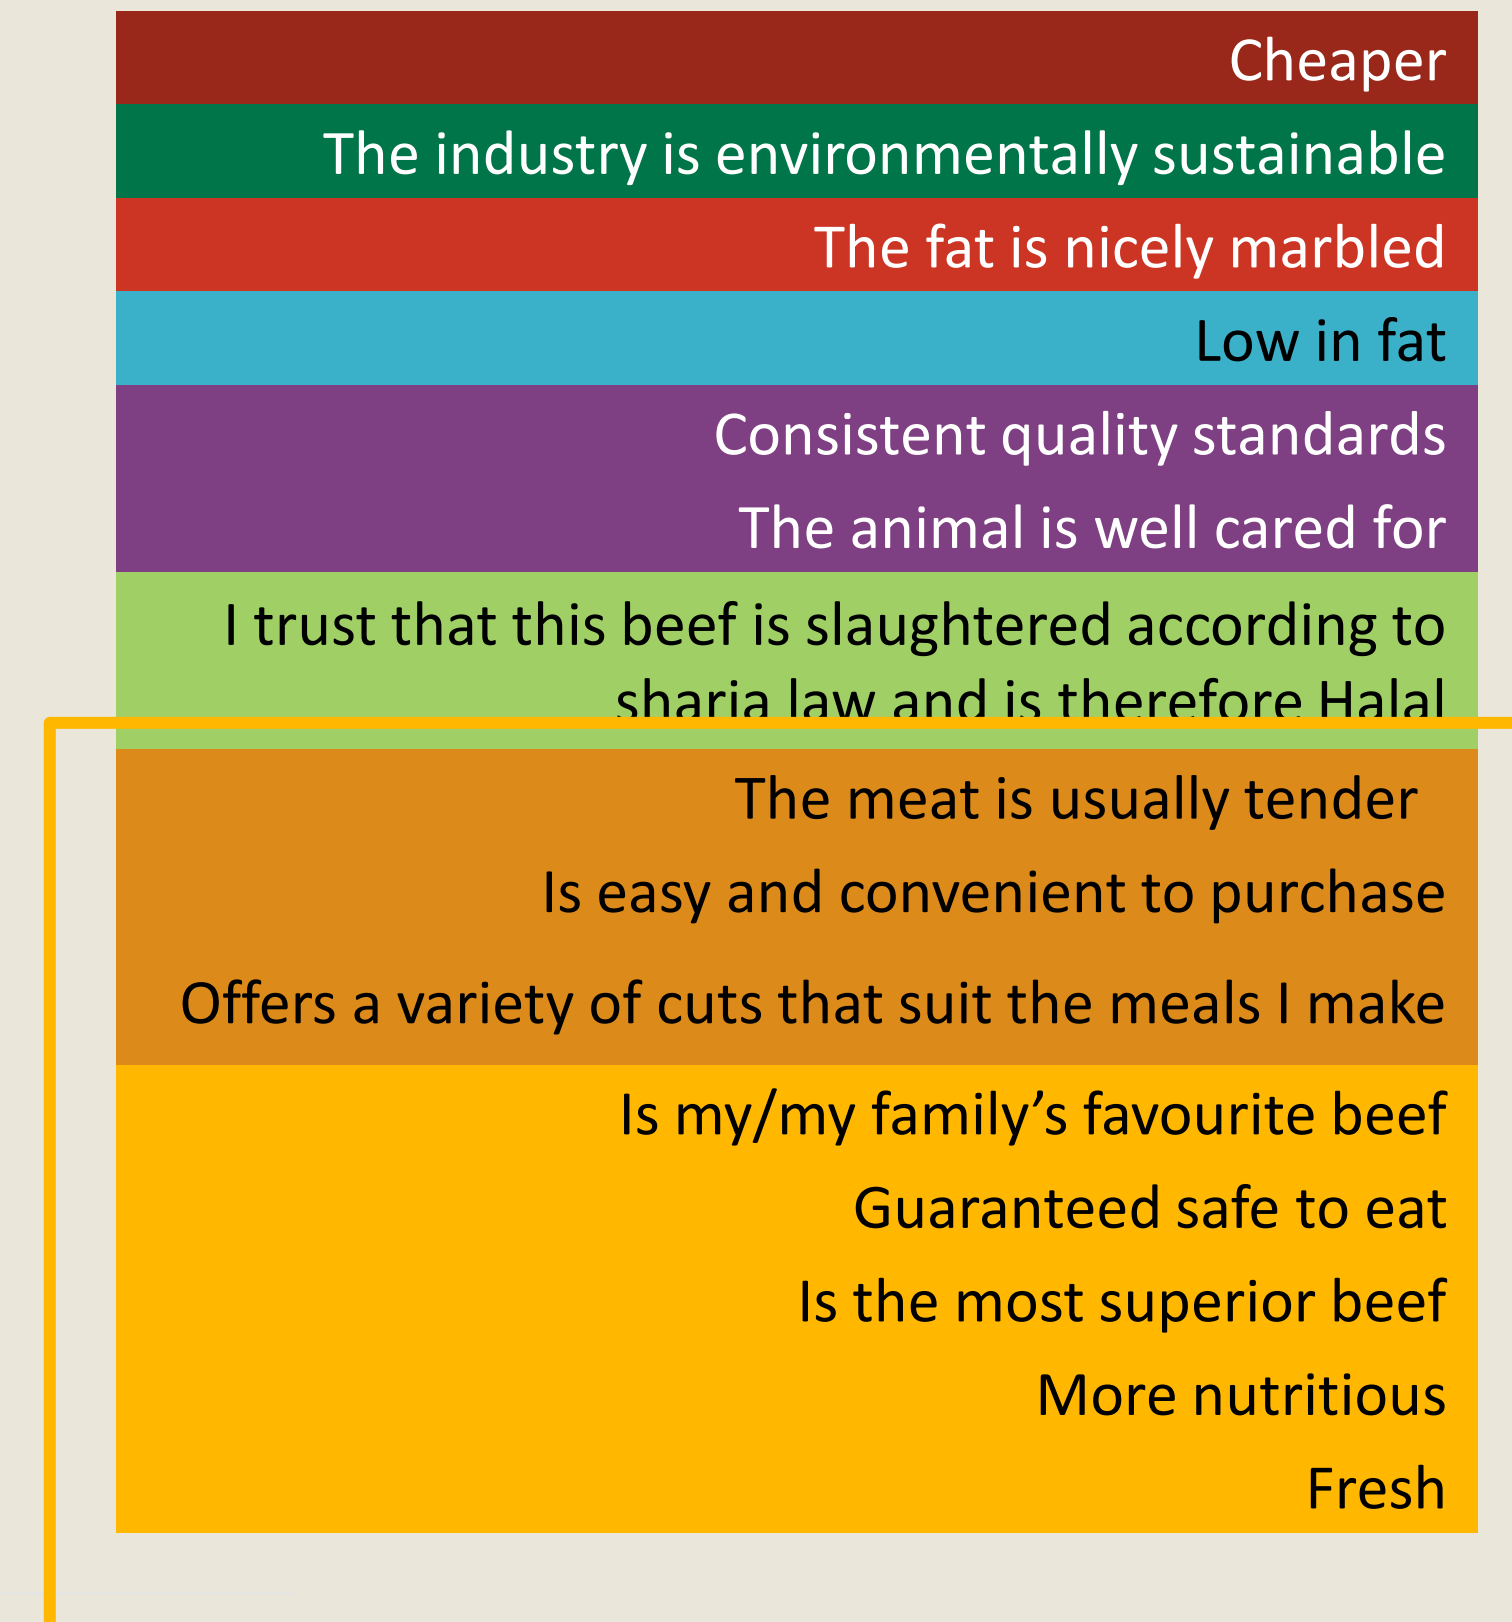 Cheaper
The industry is environmentally sustainable
The fat is nicely marbled
Low in fat
Consistent quality standards
The animal is well cared for
I trust that this beef is slaughtered according to
sharia law and is therefore Halal
The meat is usually tender
Is easy and convenient to purchase
Offers a variety of cuts that suit the meals I make
Is my/my family’s favourite beef
Guaranteed safe to eat
Is the most superior beef
More nutritious
Fresh